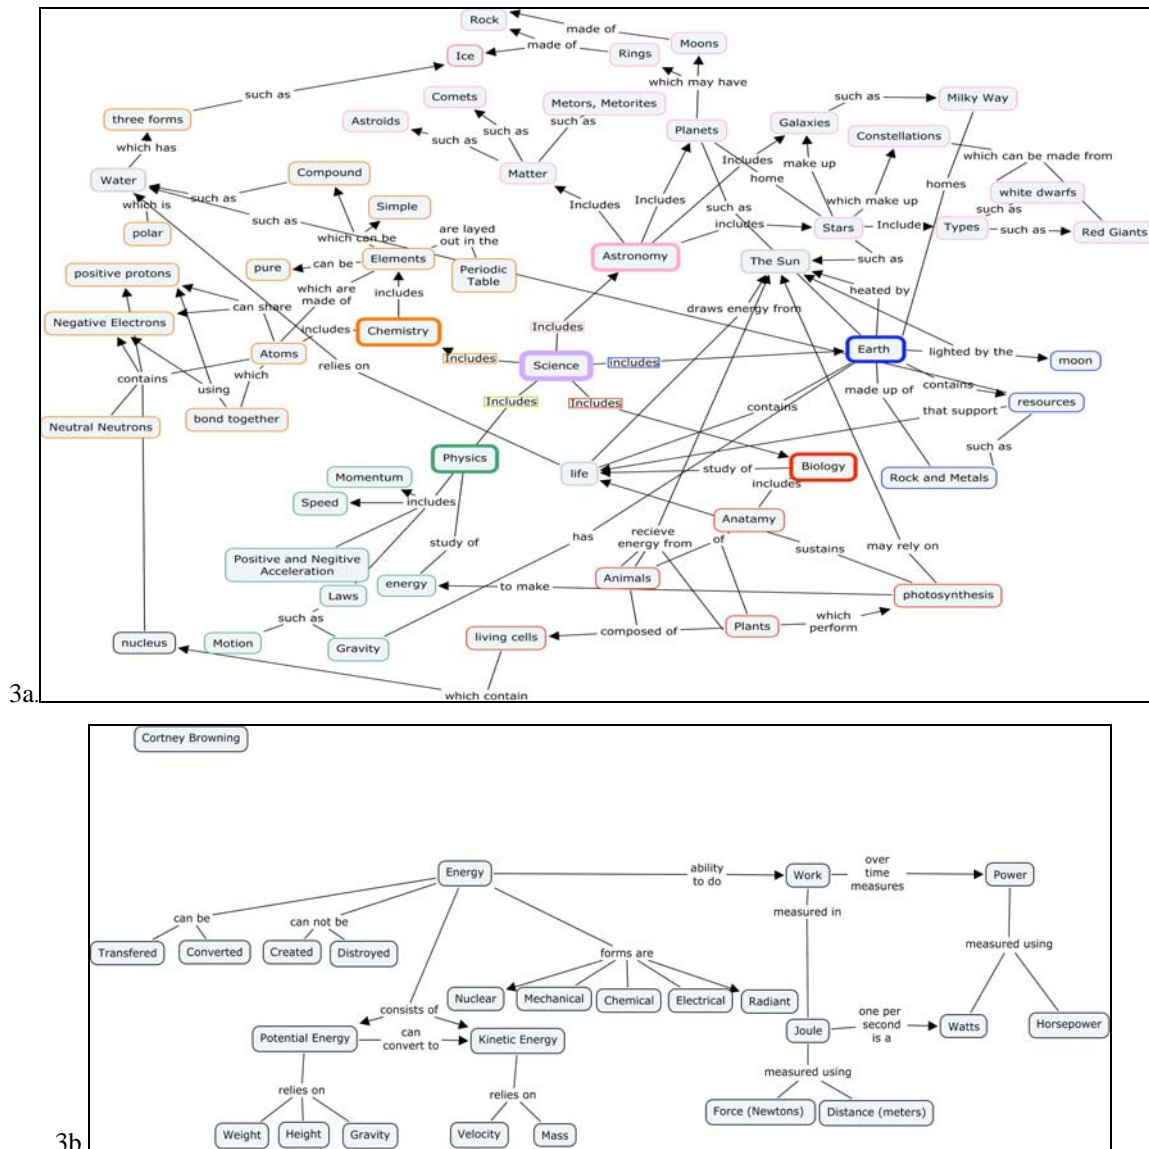 Rock
made of
Moons
made of
Ice
Rings
such as
which may have
Comets
Metors, Metorites
such as
Milky Way
three forms
Astroids
such as
such as
Planets
Galaxies
Constellations
which has
such as
Includes
make up
which can be made from
Water
Compound
Matter
home
homes
white dwarfs
which is
such as
Simple
Includes
Includes
such as
which make up
such as
polar
such as
are layed
out in the
which can be
includes
Stars
Include
Types
such as
Red Giants
positive protons
pure
can be
Elements
Periodic
Table
Astronomy
The Sun
such as
which are
made of
includes
heated by
Negative Electrons
can share
draws energy from
includes
Chemistry
Includes
Atoms
Includes
Science
includes
Earth
lighted by the
moon
contains
which
relies on
using
Includes
Includes
made up of
contains
contains
that support
resources
Neutral Neutrons
bond together
such as
Physics
life
study of
Biology
Momentum
includes
Rock and Metals
Speed
includes
Anatamy
study of
has
recieve
energy from
of
sustains
may rely on
Positive and Negitive
Acceleration
energy
to make
Animals
photosynthesis
Laws
such as
which
perform
nucleus
Motion
Gravity
living cells
composed of
Plants
which contain
3a.
Cortney Browning
Energy
ability
to do
Work
over
time
measures
Power
can be
can not be
measured in
Transfered
Converted
Created
Distroyed
forms are
measured using
Nuclear
Mechanical
Chemical
Electrical
Radiant
consists of
Potential Energy
can
convert to
Kinetic Energy
Joule
one per
second
is a
Watts
Horsepower
relies on
relies on
measured using
Weight
Height
Gravity
Velocity
Mass
Force (Newtons)
Distance (meters)
3b